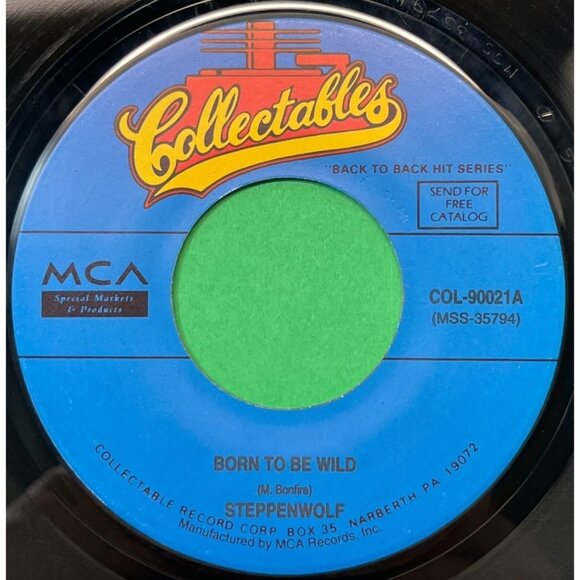 Collectables
"BACK TO BACK HIT SERIES"
SEND FOR
FREE
CATALOG
MCA
Special Markets
& Products
COL-90021A
(MSS-35794)
BORN TO BE WILD
(M. Bonfire)
STEPPENWOLF
COLLECTABLE RECORD CORP. BOX 35, NARBERTH PA 19072
Manufactured by MCA Records, Inc.